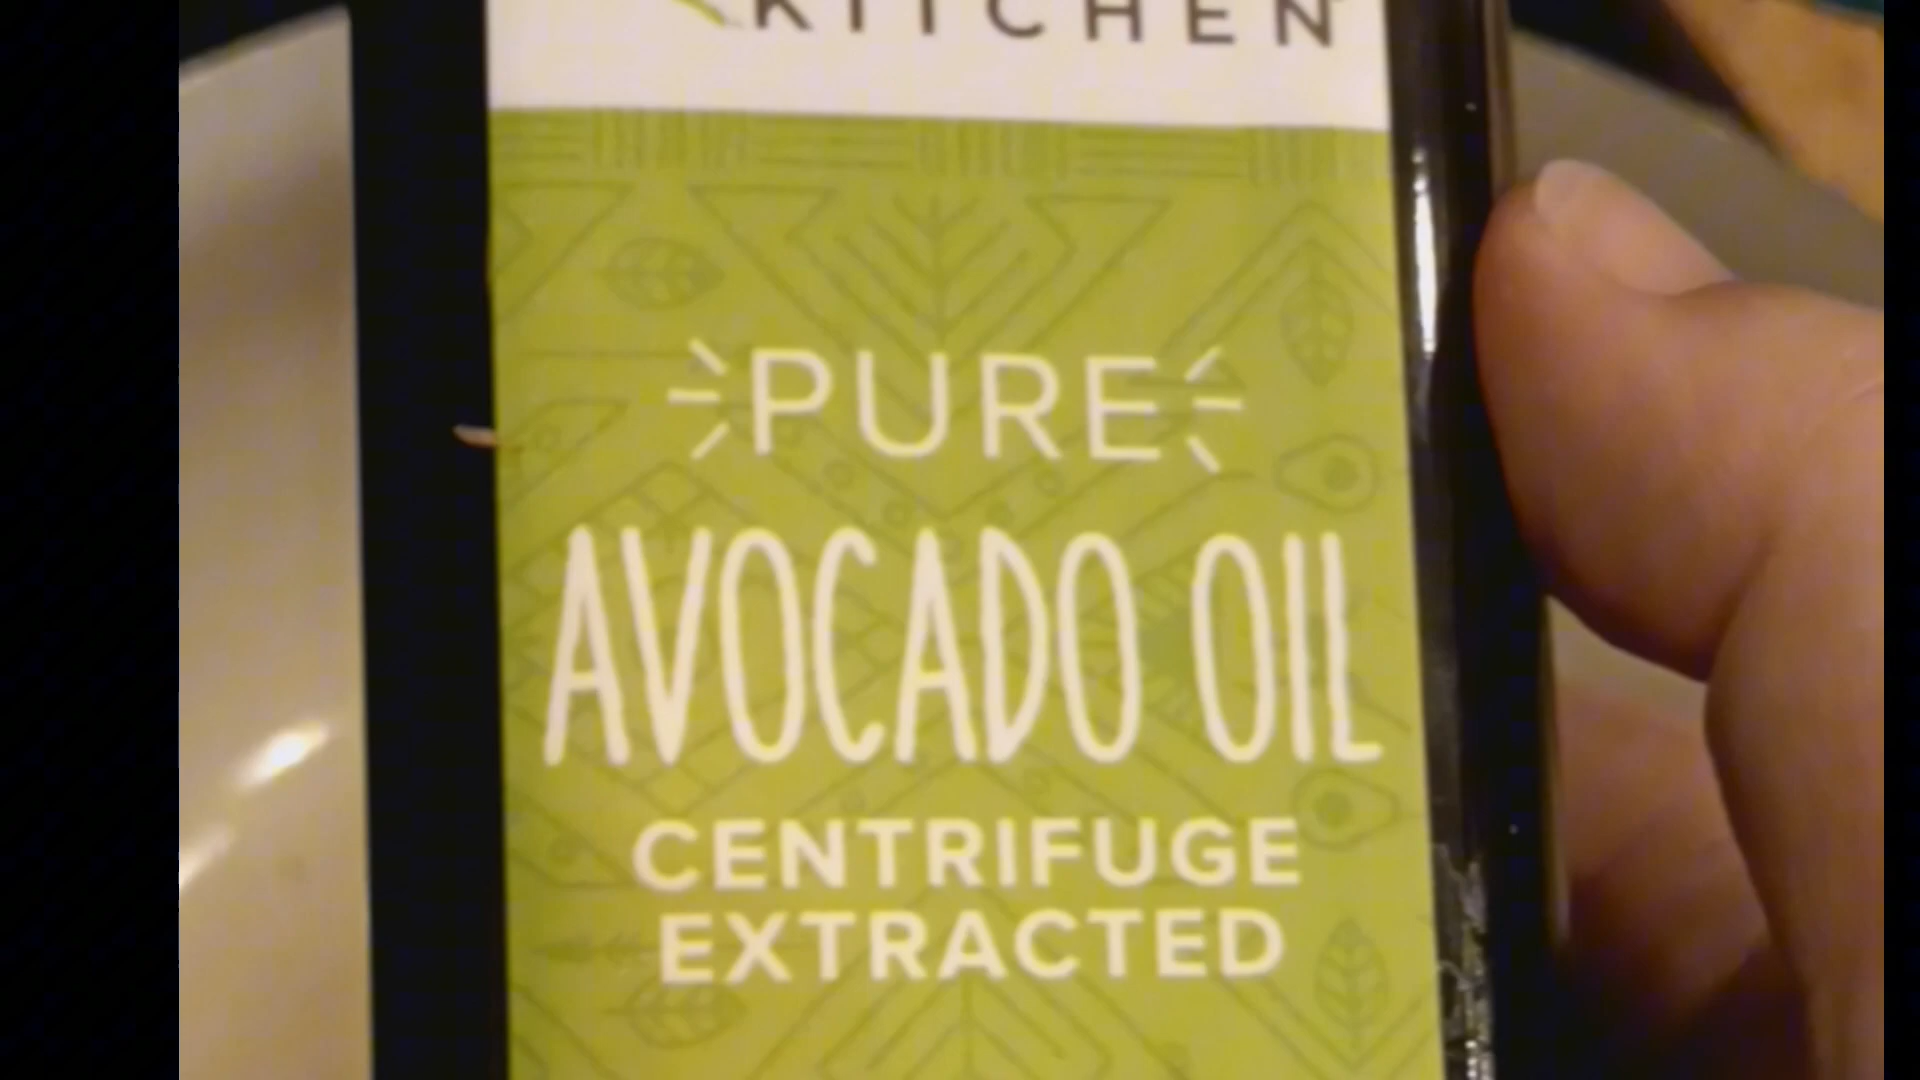 KITCHEN
PURE
AVOCADO OIL
CENTRIFUGE
EXTRACTED